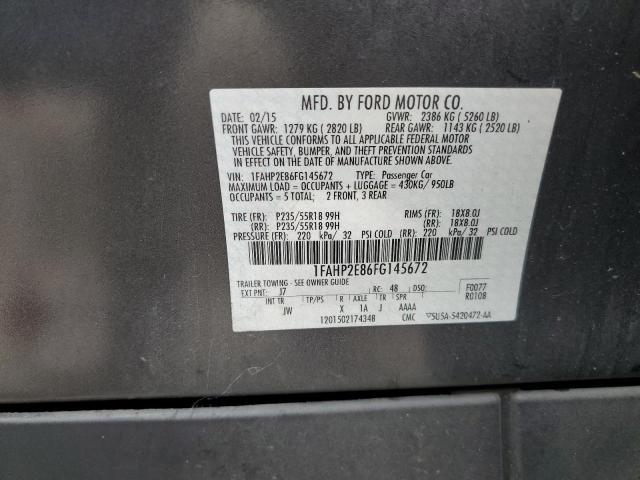 MFD. BY FORD MOTOR CO.
DATE: 02/15 GVWR: 2386 KG ( 5260 LB)
FRONT GAWR: 1279 KG ( 2820 LB) REAR GAWR: 1143 KG ( 2520 LB)
THIS VEHICLE CONFORMS TO ALL APPLICABLE FEDERAL MOTOR
VEHICLE SAFETY, BUMPER, AND THEFT PREVENTION STANDARDS
IN EFFECT ON THE DATE OF MANUFACTURE SHOWN ABOVE.
VIN: 1FAHP2E86FG145672 TYPE: Passenger Car
MAXIMUM LOAD = OCCUPANTS + LUGGAGE = 430KG/ 950LB
OCCUPANTS = 5 TOTAL; 2 FRONT, 3 REAR
TIRE (FR): P235/55R18 99H RIMS (FR): 18X8.0J
(RR): P235/55R18 99H (RR): 18X8.0J
PRESSURE (FR): 220 kPa/ 32 PSI COLD (RR): 220 kPa/ 32 PSI COLD
1FAHP2E86FG145672
TRAILER TOWING - SEE OWNER GUIDE
EXT PNT: J7 RC: 48 DSO: F0077
INT TR TP/PS R AXLE TR SPR R0108
JW X 1A J AAAA
12015021 74348 CMC 5U5A-5420472-AA